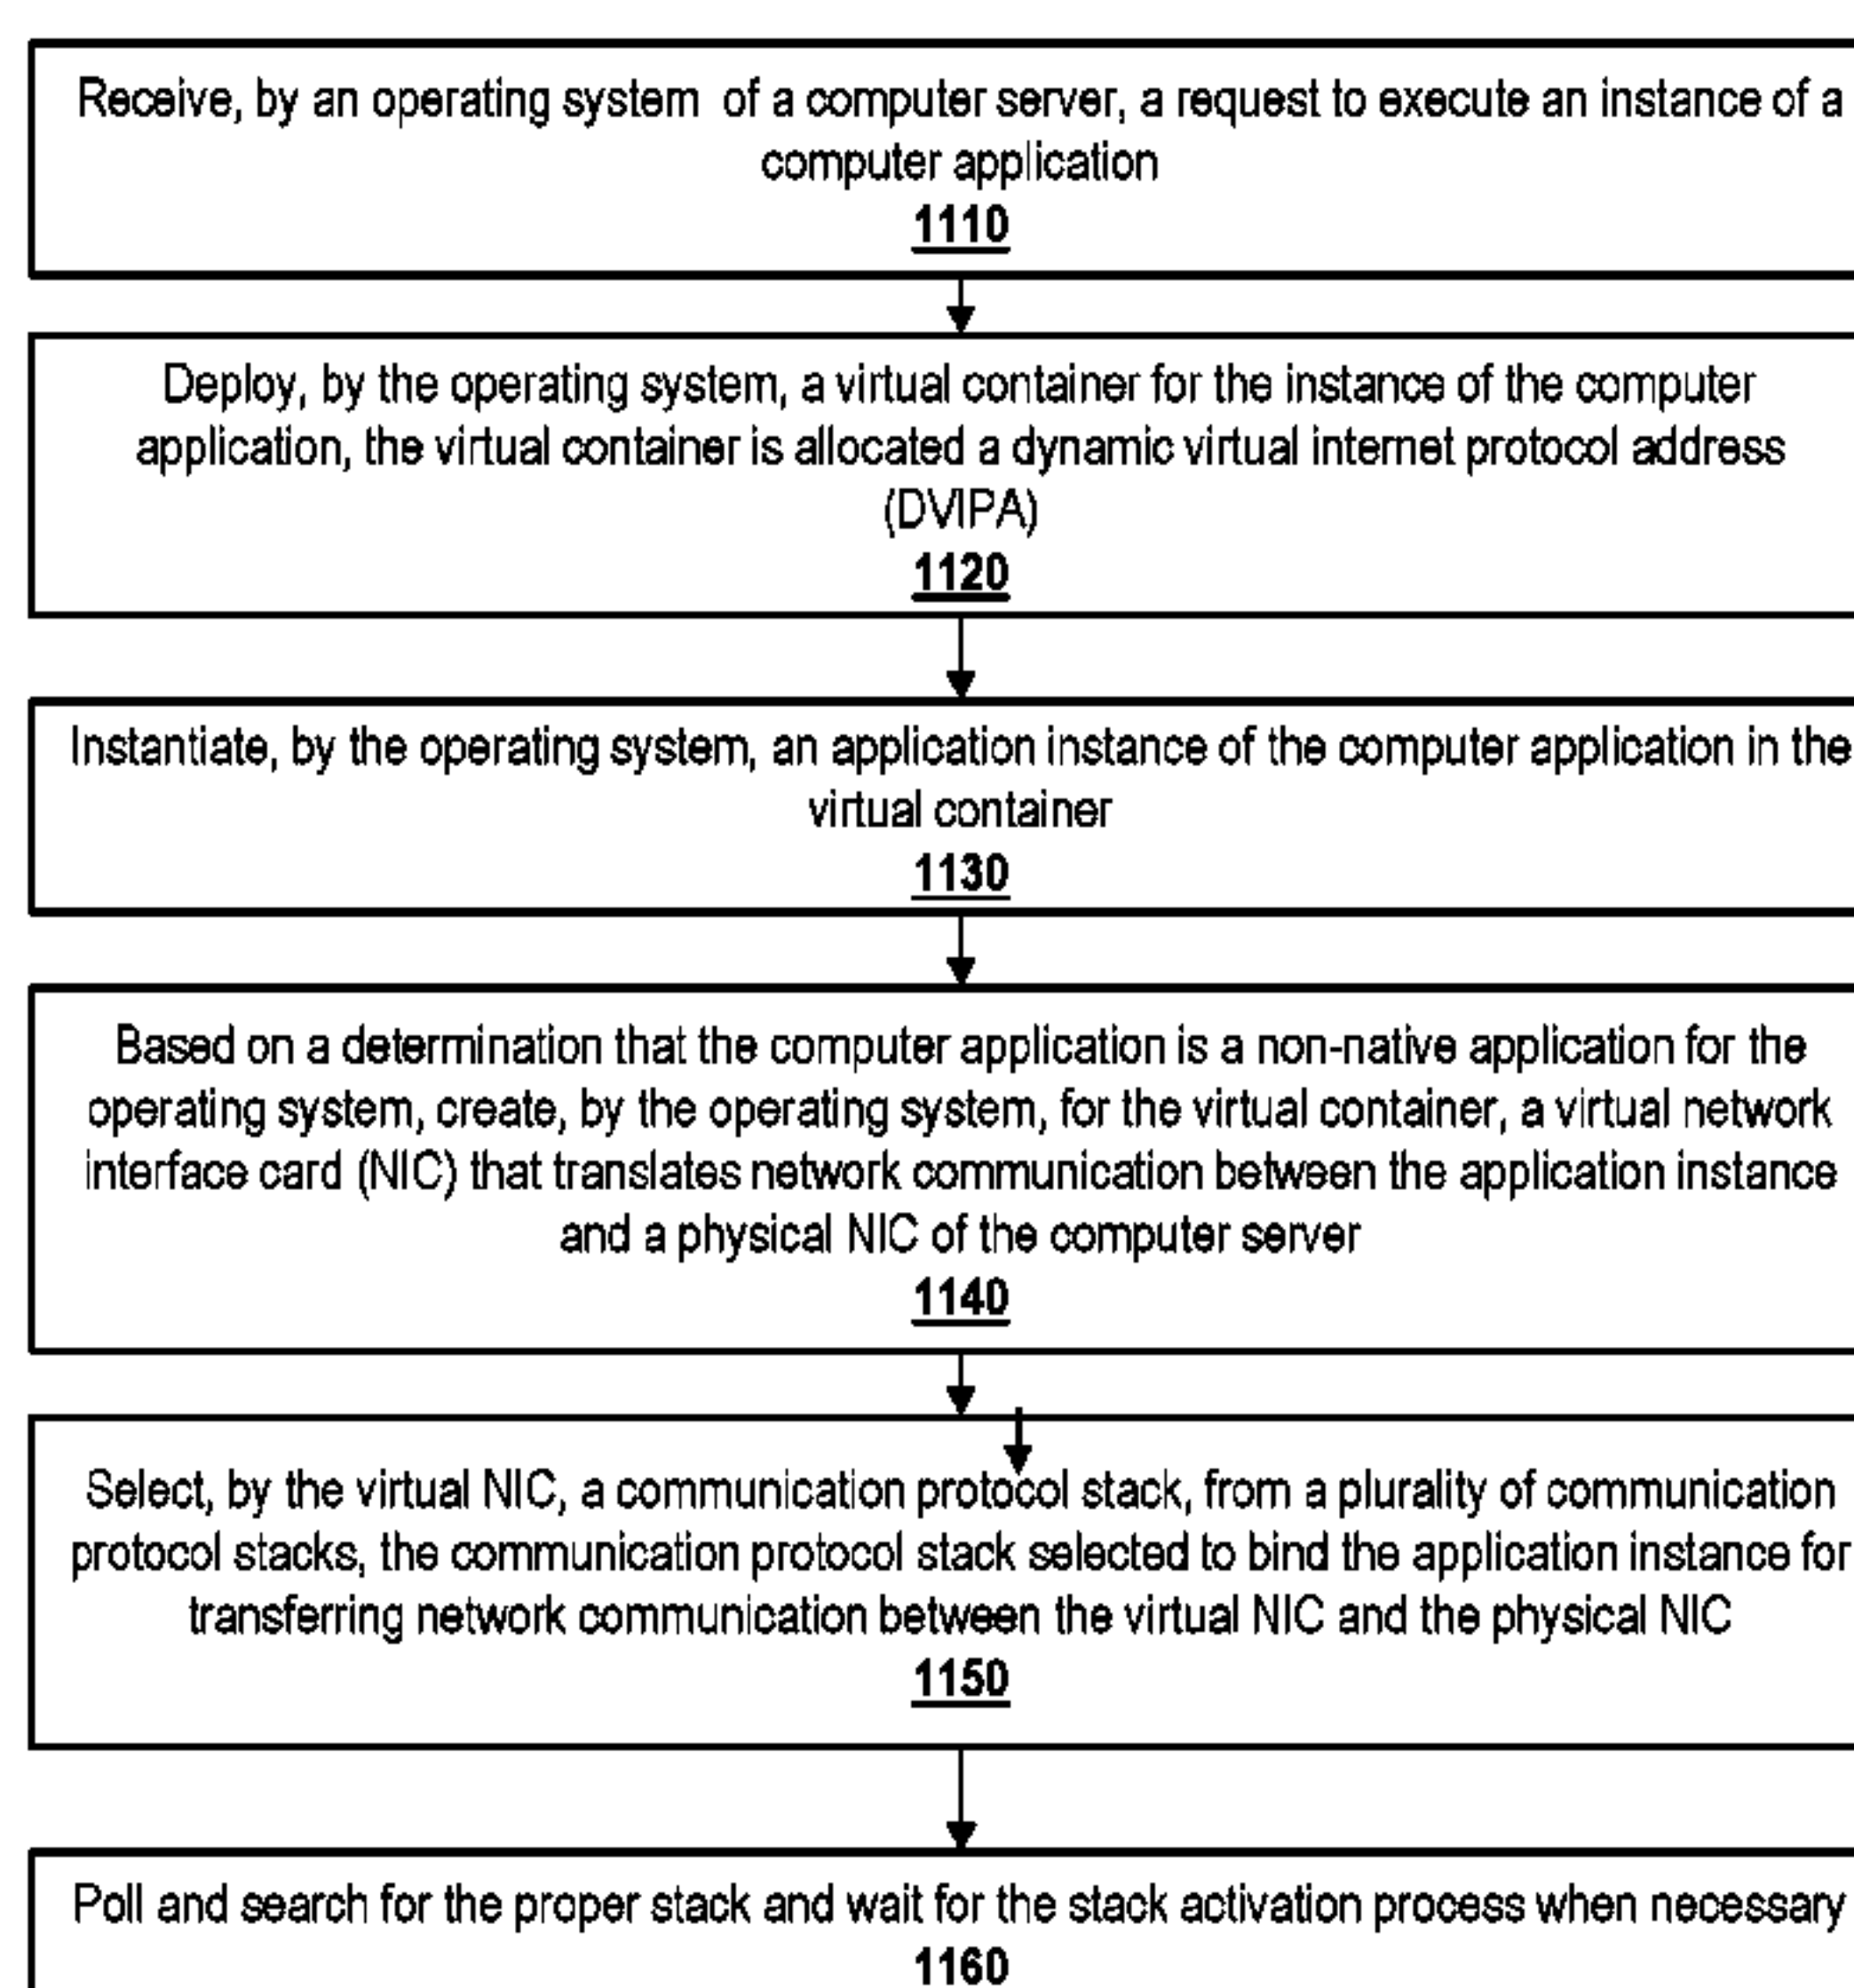 Receive, by an operating system of a computer server, a request to execute an instance of a
computer application
1110
Deploy, by the operating system, a virtual container for the instance of the computer
application, the virtual container is allocated a dynamic virtual internet protocol address
(DVIPA)
1120
Instantiate, by the operating system, an application instance of the computer application in the
virtual container
1130
Based on a determination that the computer application is a non-native application for the
operating system, create, by the operating system, for the virtual container, a virtual network
interface card (NIC) that translates network communication between the application instance
and a physical NIC of the computer server
1140
Select, by the virtual NIC, a communication protocol stack, from a plurality of communication
protocol stacks, the communication protocol stack selected to bind the application instance for
transferring network communication between the virtual NIC and the physical NIC
1150
Poll and search for the proper stack and wait for the stack activation process when necessary
1160